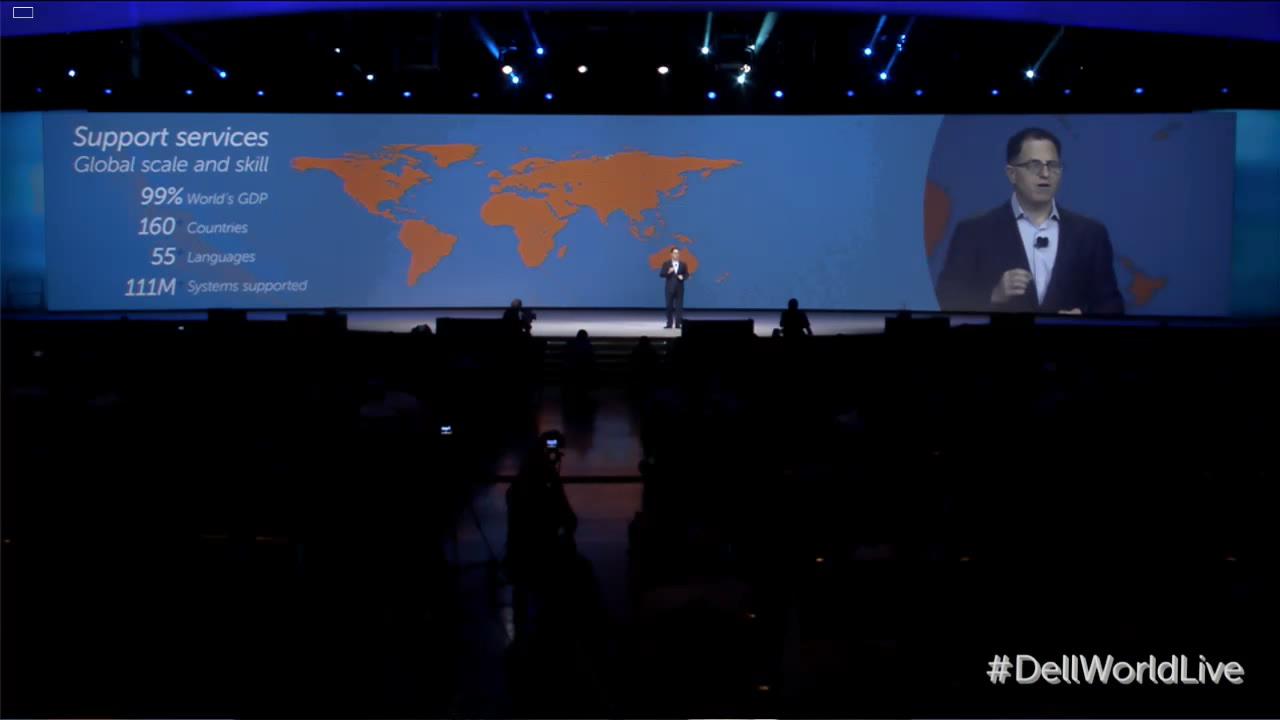 Support services
Global scale and skill
99% World's GDP
160 Countries
55 Languages
111M Systems supported
#DellWorldLive